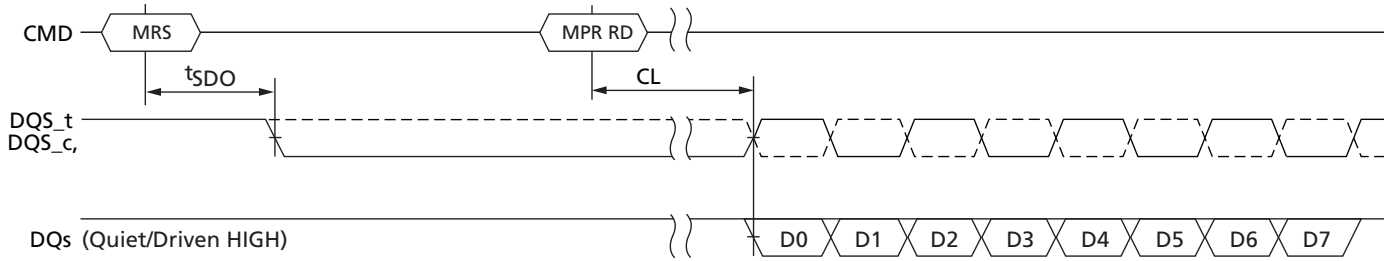 CMD MRS MPR RD
tSDO CL
DQS_t
DQS_c,
DQs (Quiet/Driven HIGH) D0 D1 D2 D3 D4 D5 D6 D7